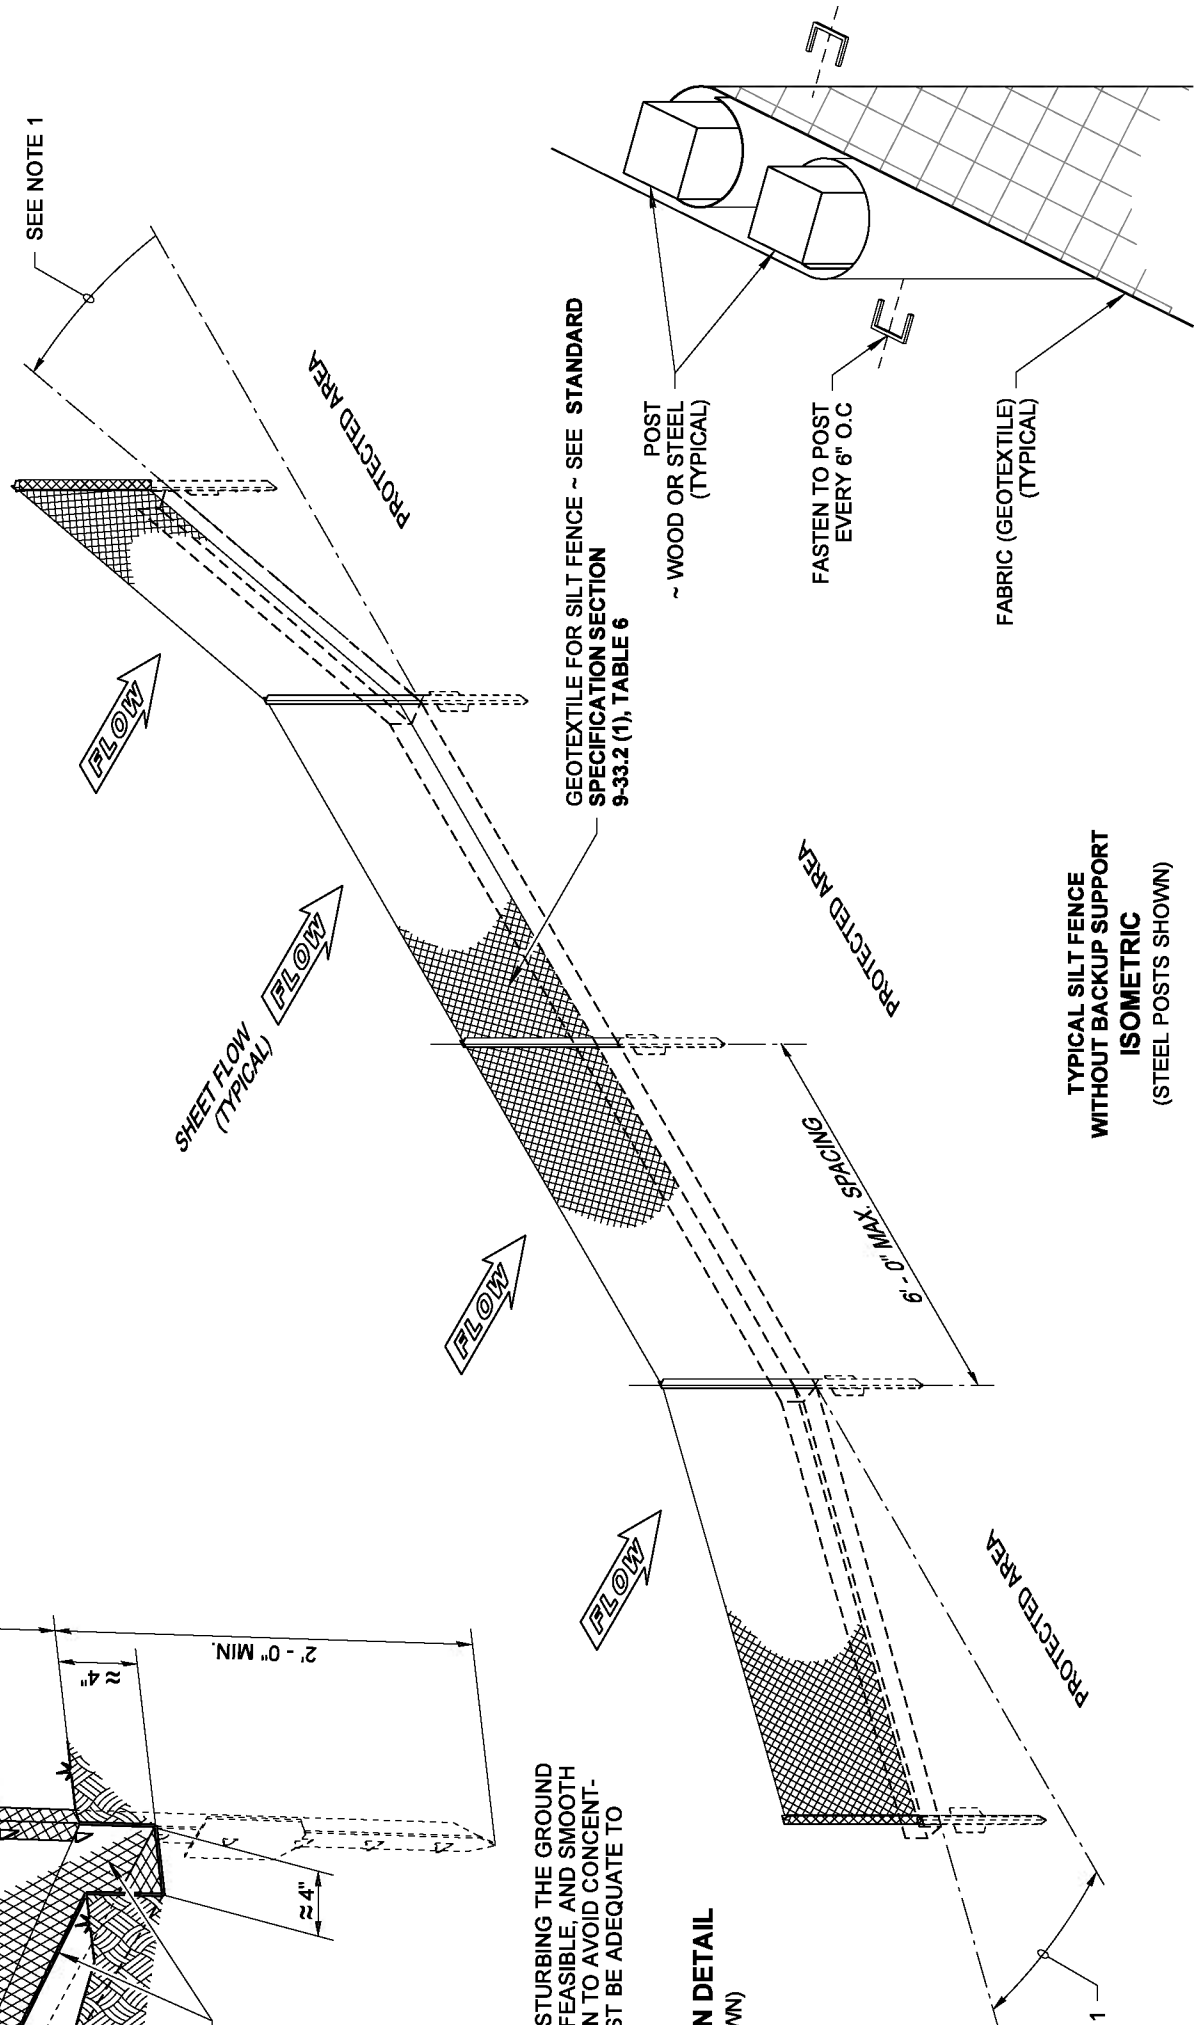 SEE NOTE 1
PROTECTED AREA
FLOW
GEOTEXTILE FOR SILT FENCE ~ SEE STANDARD
SPECIFICATION SECTION
9-33.2 (1), TABLE 6
POST
~ WOOD OR STEEL
(TYPICAL)
FASTEN TO POST
EVERY 6" O.C
FABRIC (GEOTEXTILE)
(TYPICAL)
SHEET FLOW
(TYPICAL)
FLOW
PROTECTED AREA
FLOW
6' - 0" MAX. SPACING
TYPICAL SILT FENCE
WITHOUT BACKUP SUPPORT
ISOMETRIC
(STEEL POSTS SHOWN)
FLOW
PROTECTED AREA
2' - 0" MIN.
≈ 4"
≈ 4"
STURBING THE GROUND
FEASIBLE, AND SMOOTH
N TO AVOID CONCENT-
ST BE ADEQUATE TO
N DETAIL
WN)
1